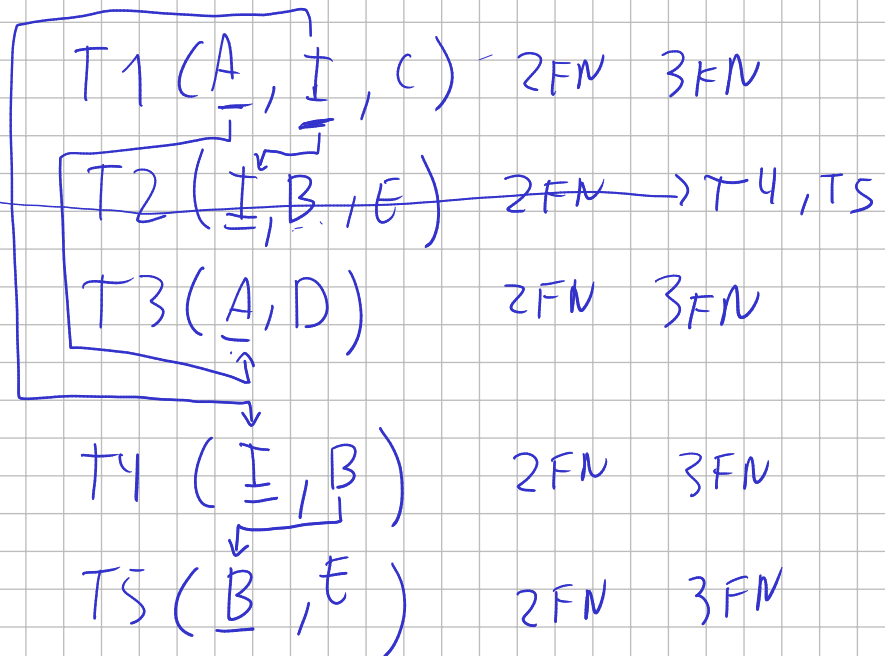 T1 (A, I, C) 2FN 3FN
T2 (I, B, E) 2FN → T4, T5
T3 (A, D) 2FN 3FN
T4 (I, B) 2FN 3FN
T5 (B, E) 2FN 3FN